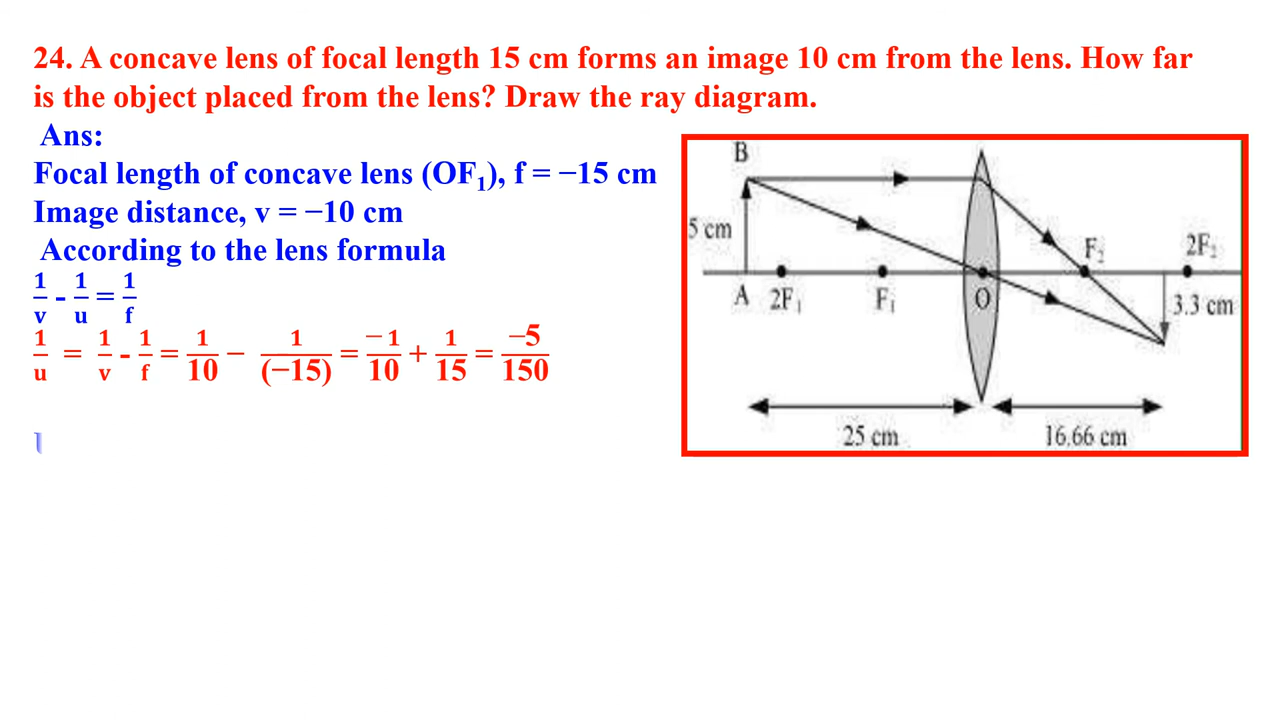 24. A concave lens of focal length 15 cm forms an image 10 cm from the lens. How far
is the object placed from the lens? Draw the ray diagram.
Ans:
Focal length of concave lens (OF₁), f = −15 cm
Image distance, v = −10 cm
According to the lens formula
1/v - 1/u = 1/f
1/u = 1/v - 1/f = 1/10 − 1/(−15) = −1/10 + 1/15 = −5/150
B
5 cm
F₂
2F₂
A 2F₁ F₁ O
3.3 cm
25 cm
16.66 cm